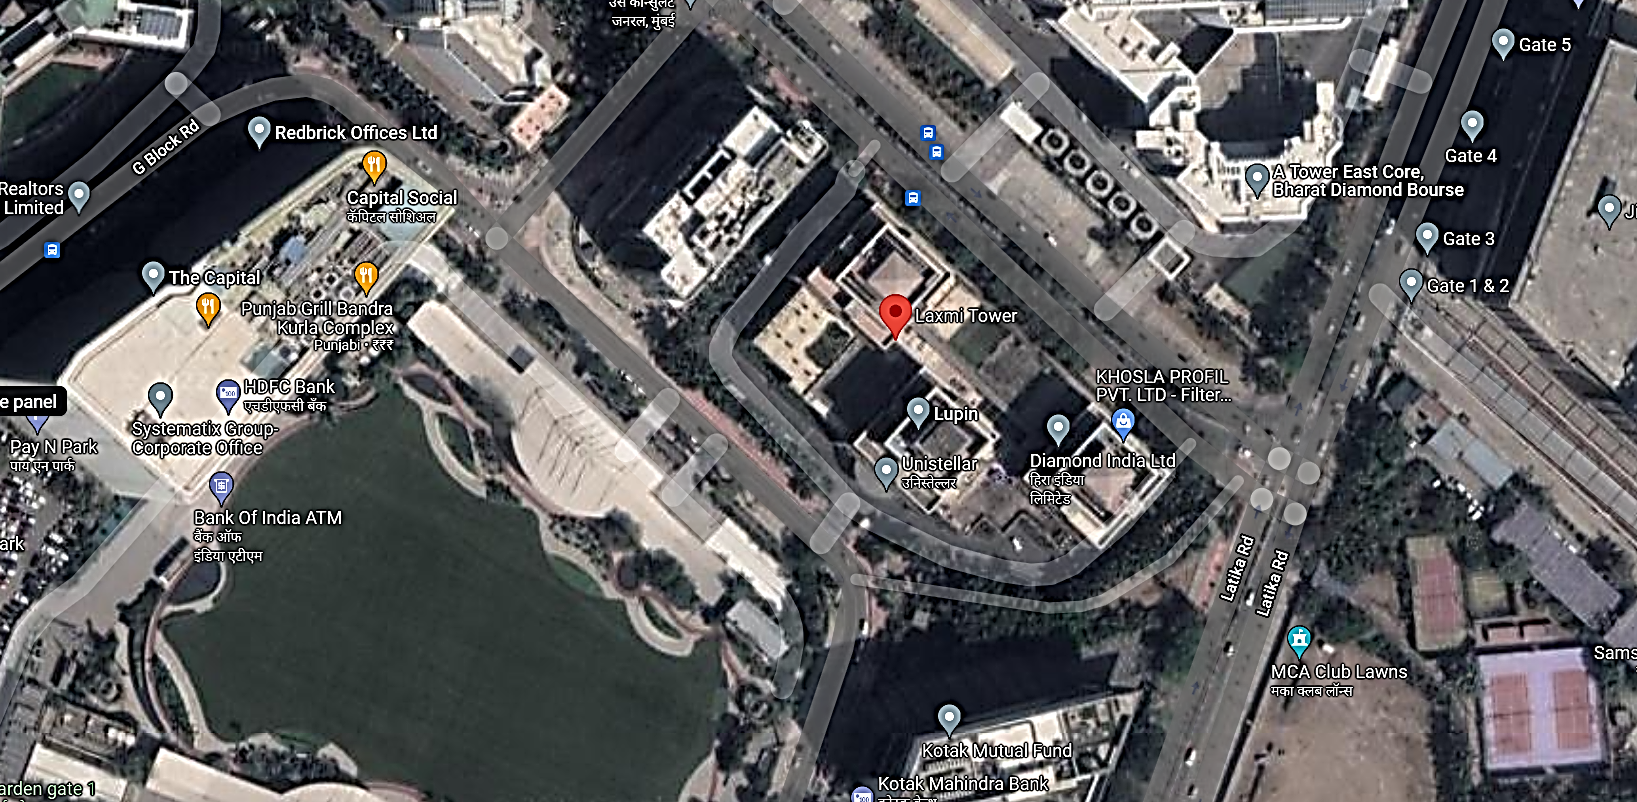 जनरल, मुंबई
Gate 5
Redbrick Offices Ltd
G Block Rd
Gate 4
A Tower East Core,
Bharat Diamond Bourse
Realtors
Limited
Capital Social
कॅपिटल सोशिअल
Gate 3
The Capital
Gate 1 & 2
Punjab Grill Bandra
Kurla Complex
Punjabi • ₹₹₹
Laxmi Tower
HDFC Bank
एचडीएफसी बँक
KHOSLA PROFIL
PVT. LTD - Filter...
e panel
Lupin
Systematix Group-
Corporate Office
Pay N Park
पाय एन पार्क
Unistellar
उनिस्तेल्लर
Diamond India Ltd
हिरा इंडिया
लिमिटेड
Bank Of India ATM
बैंक ऑफ
इंडिया एटीएम
ark
Latika Rd
Latika Rd
MCA Club Lawns
मका क्लब लॉन्स
Sams
Kotak Mutual Fund
Kotak Mahindra Bank
arden gate 1